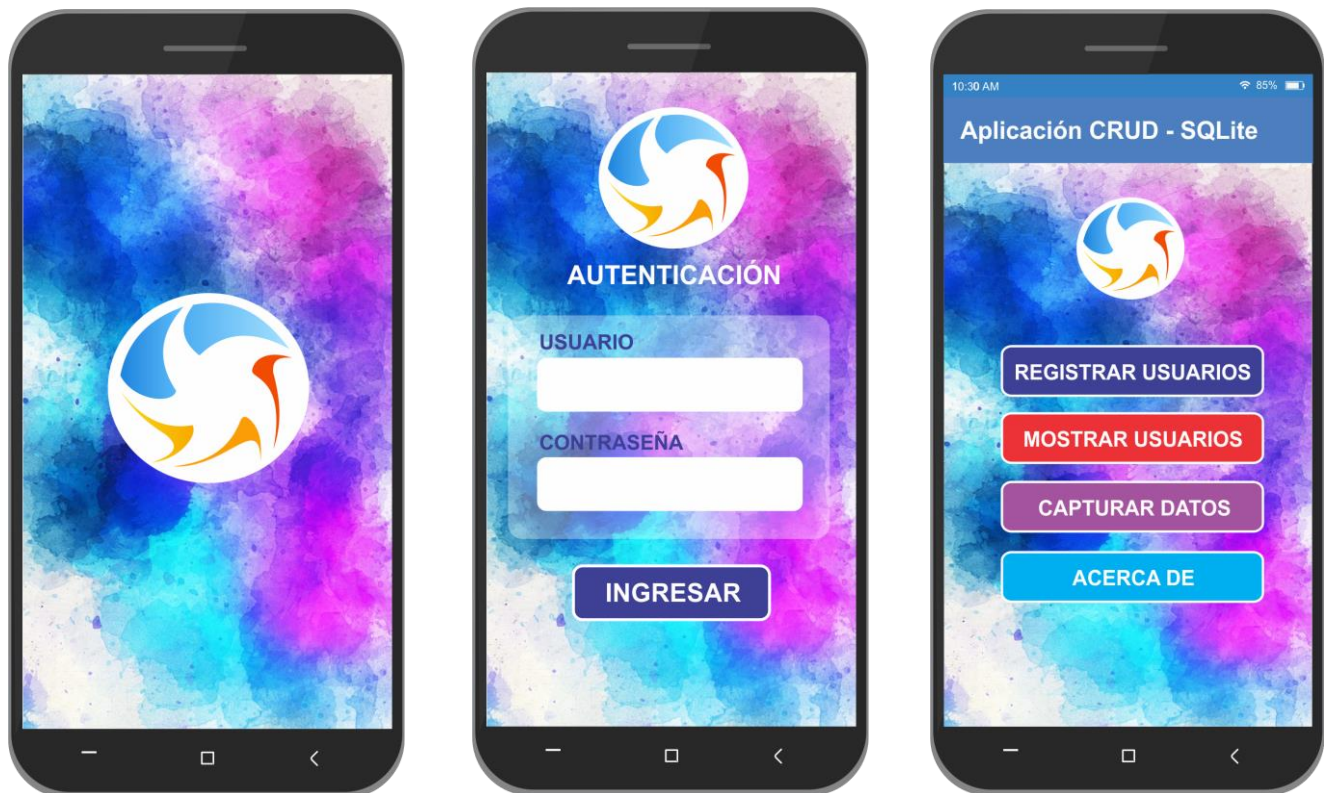 AUTENTICACIÓN
USUARIO
CONTRASEÑA
INGRESAR
10:30 AM
85%
Aplicación CRUD - SQLite
REGISTRAR USUARIOS
MOSTRAR USUARIOS
CAPTURAR DATOS
ACERCA DE